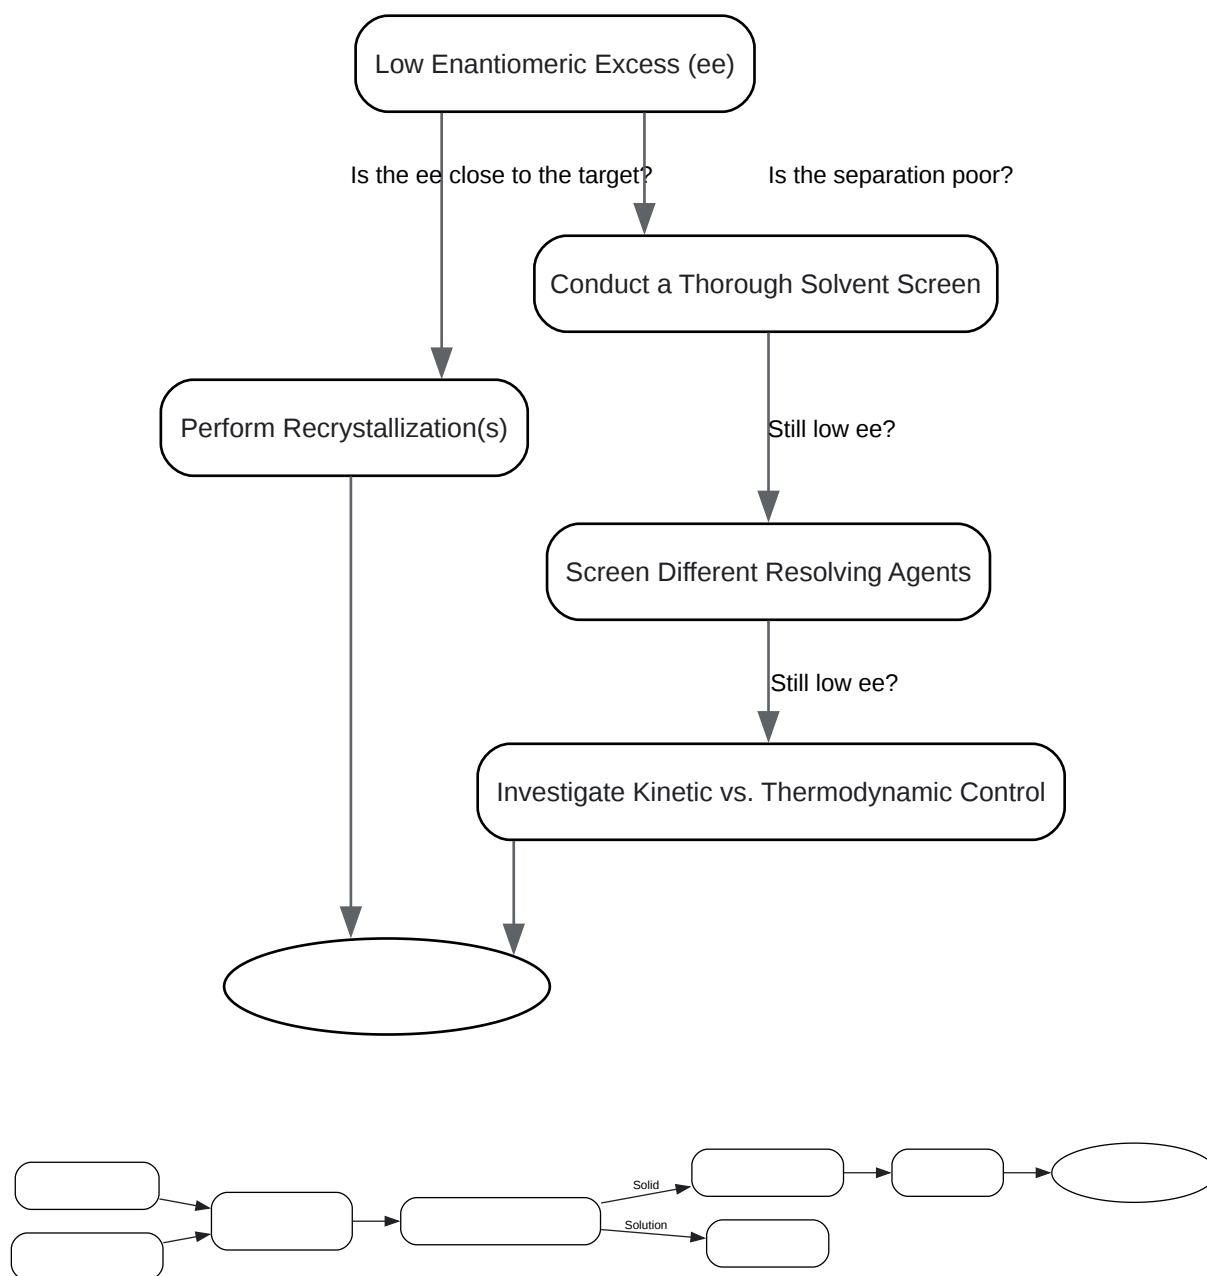 Low Enantiomeric Excess (ee)
Is the ee close to the target?
Is the separation poor?
Conduct a Thorough Solvent Screen
Perform Recrystallization(s)
Still low ee?
Screen Different Resolving Agents
Still low ee?
Investigate Kinetic vs. Thermodynamic Control
Solid
Solution